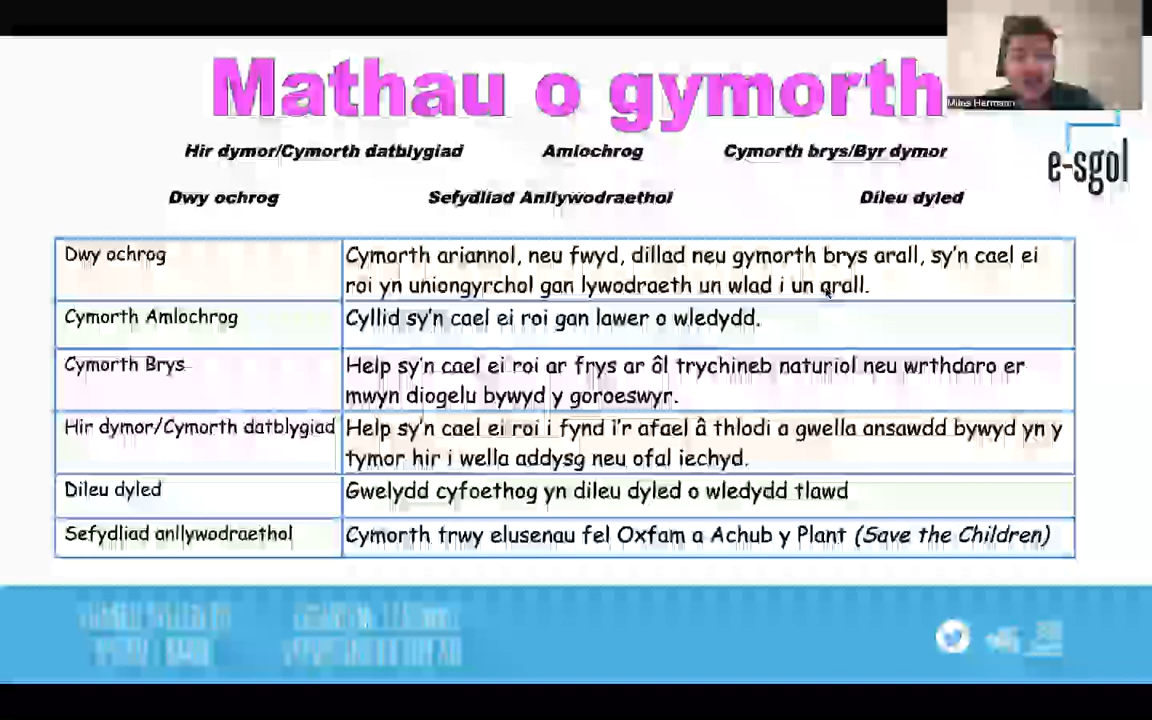 Mathau o gymorth
Miles Hermann
Hir dymor/Cymorth datblygiad Amlochrog Cymorth brys/Byr dymor
e-sgol
Dwy ochrog Sefydliad Anllywodraethol Dileu dyled
Dwy ochrog
Cymorth ariannol, neu fwyd, dillad neu gymorth brys arall, sy'n cael ei
roi yn uniongyrchol gan lywodraeth un wlad i un arall.
Cymorth Amlochrog
Cyllid sy'n cael ei roi gan lawer o wledydd.
Cymorth Brys
Help sy'n cael ei roi ar frys ar ôl trychineb naturiol neu wrthdaro er
mwyn diogelu bywyd y goroeswyr.
Hir dymor/Cymorth datblygiad
Help sy'n cael ei roi i fynd i'r afael â thlodi a gwella ansawdd bywyd yn y
tymor hir i wella addysg neu ofal iechyd.
Dileu dyled
Gwelydd cyfoethog yn dileu dyled o wledydd tlawd
Sefydliad anllywodraethol
Cymorth trwy elusenau fel Oxfam a Achub y Plant (Save the Children)